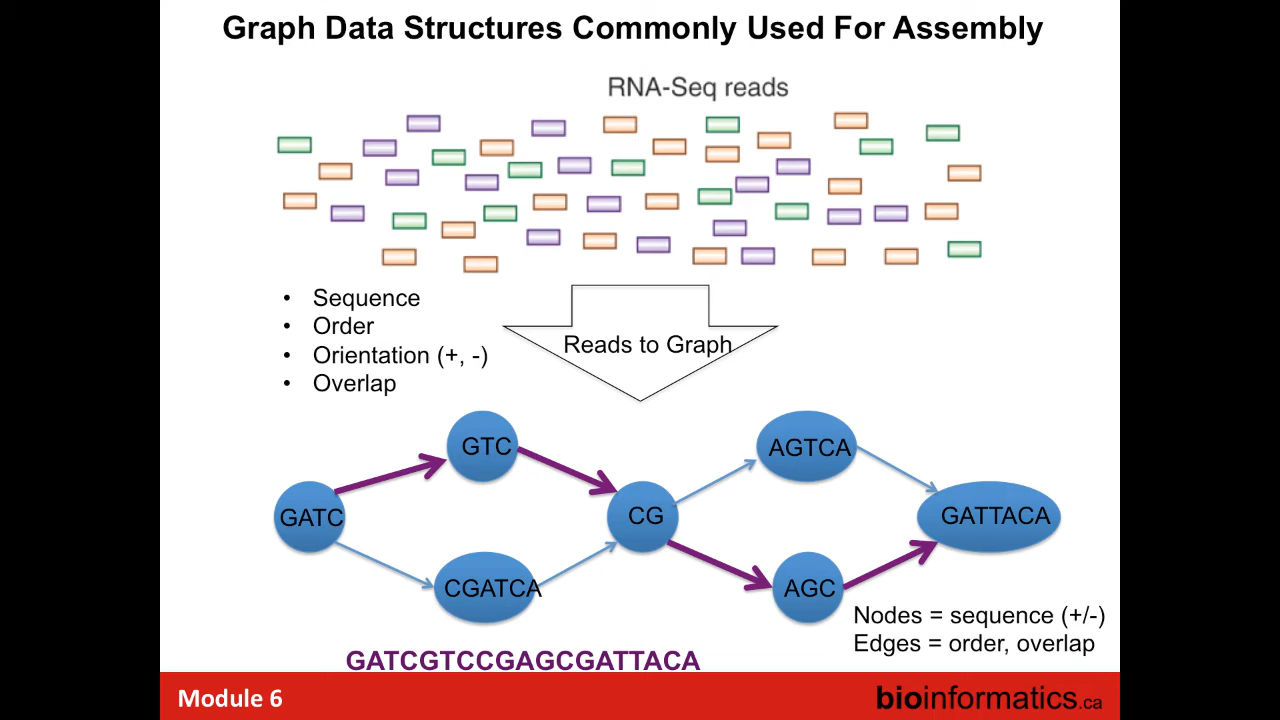 Graph Data Structures Commonly Used For Assembly
RNA-Seq reads
• Sequence
• Order
• Orientation (+, -)
• Overlap
Reads to Graph
GTC
AGTCA
GATC
CG
GATTACA
CGATCA
AGC
Nodes = sequence (+/-)
Edges = order, overlap
GATCGTCCGAGCGATTACA
Module 6
bioinformatics.ca